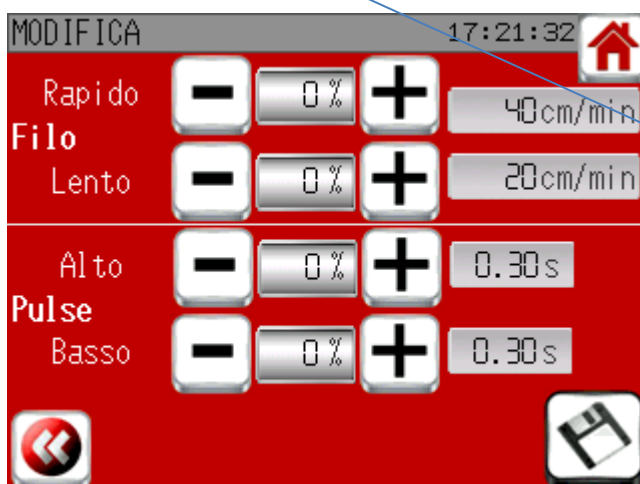 MODIFICA 17:21:32
Rapido 0% 40cm/min
Filo
Lento 0% 20cm/min
Alto 0% 0.30s
Pulse
Basso 0% 0.30s